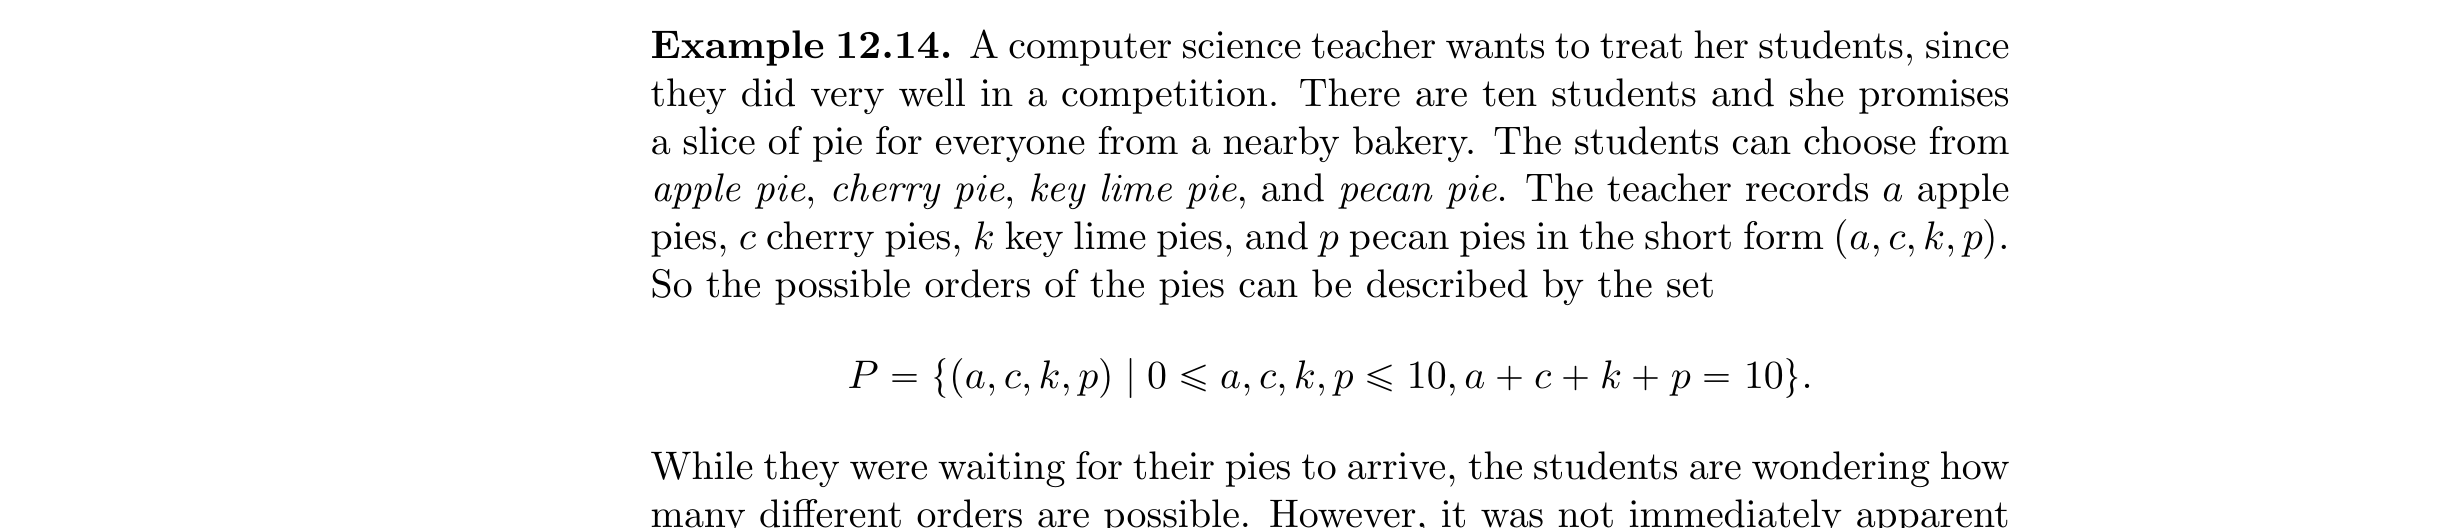 Example 12.14. A computer science teacher wants to treat her students, since
they did very well in a competition. There are ten students and she promises
a slice of pie for everyone from a nearby bakery. The students can choose from
apple pie, cherry pie, key lime pie, and pecan pie. The teacher records a apple
pies, c cherry pies, k key lime pies, and p pecan pies in the short form (a, c, k, p).
So the possible orders of the pies can be described by the set
P = {(a, c, k, p) | 0 ⩽ a, c, k, p ⩽ 10, a + c + k + p = 10}.
While they were waiting for their pies to arrive, the students are wondering how
many different orders are possible. However, it was not immediately apparent